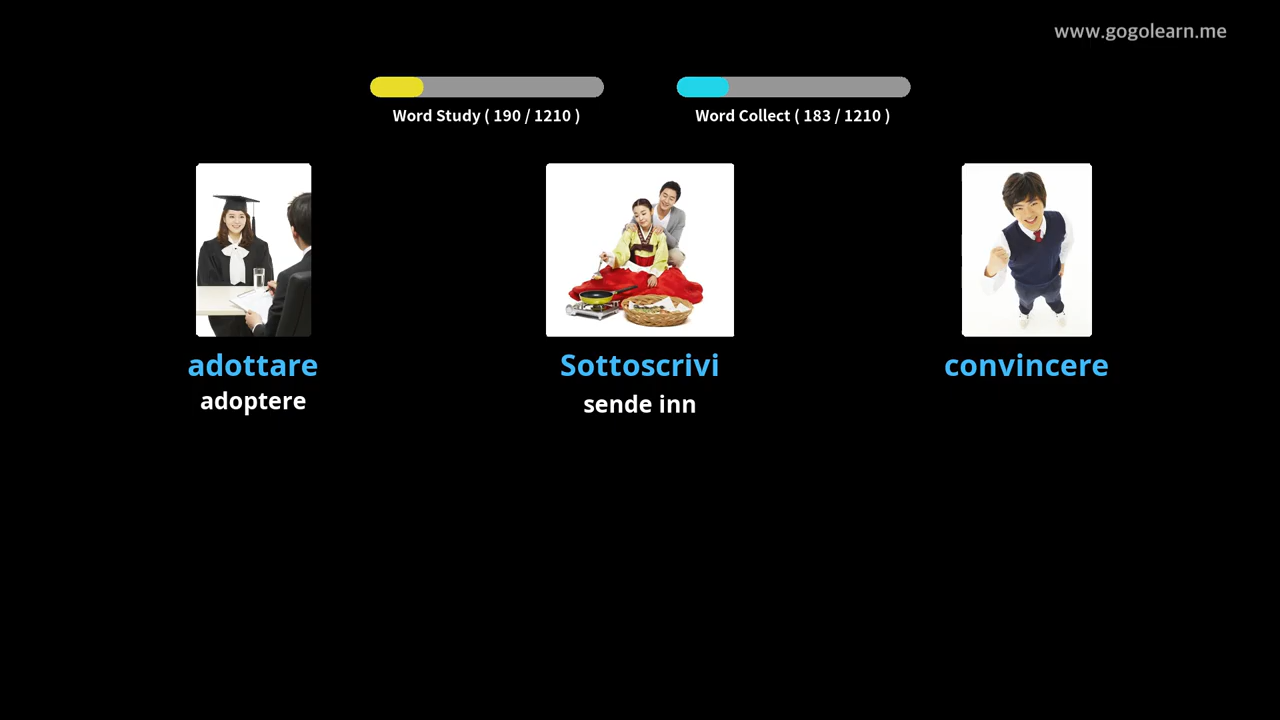 www.gogolearn.me
Word Study ( 190 / 1210 )
Word Collect ( 183 / 1210 )
adottare
adoptere
Sottoscrivi
sende inn
convincere